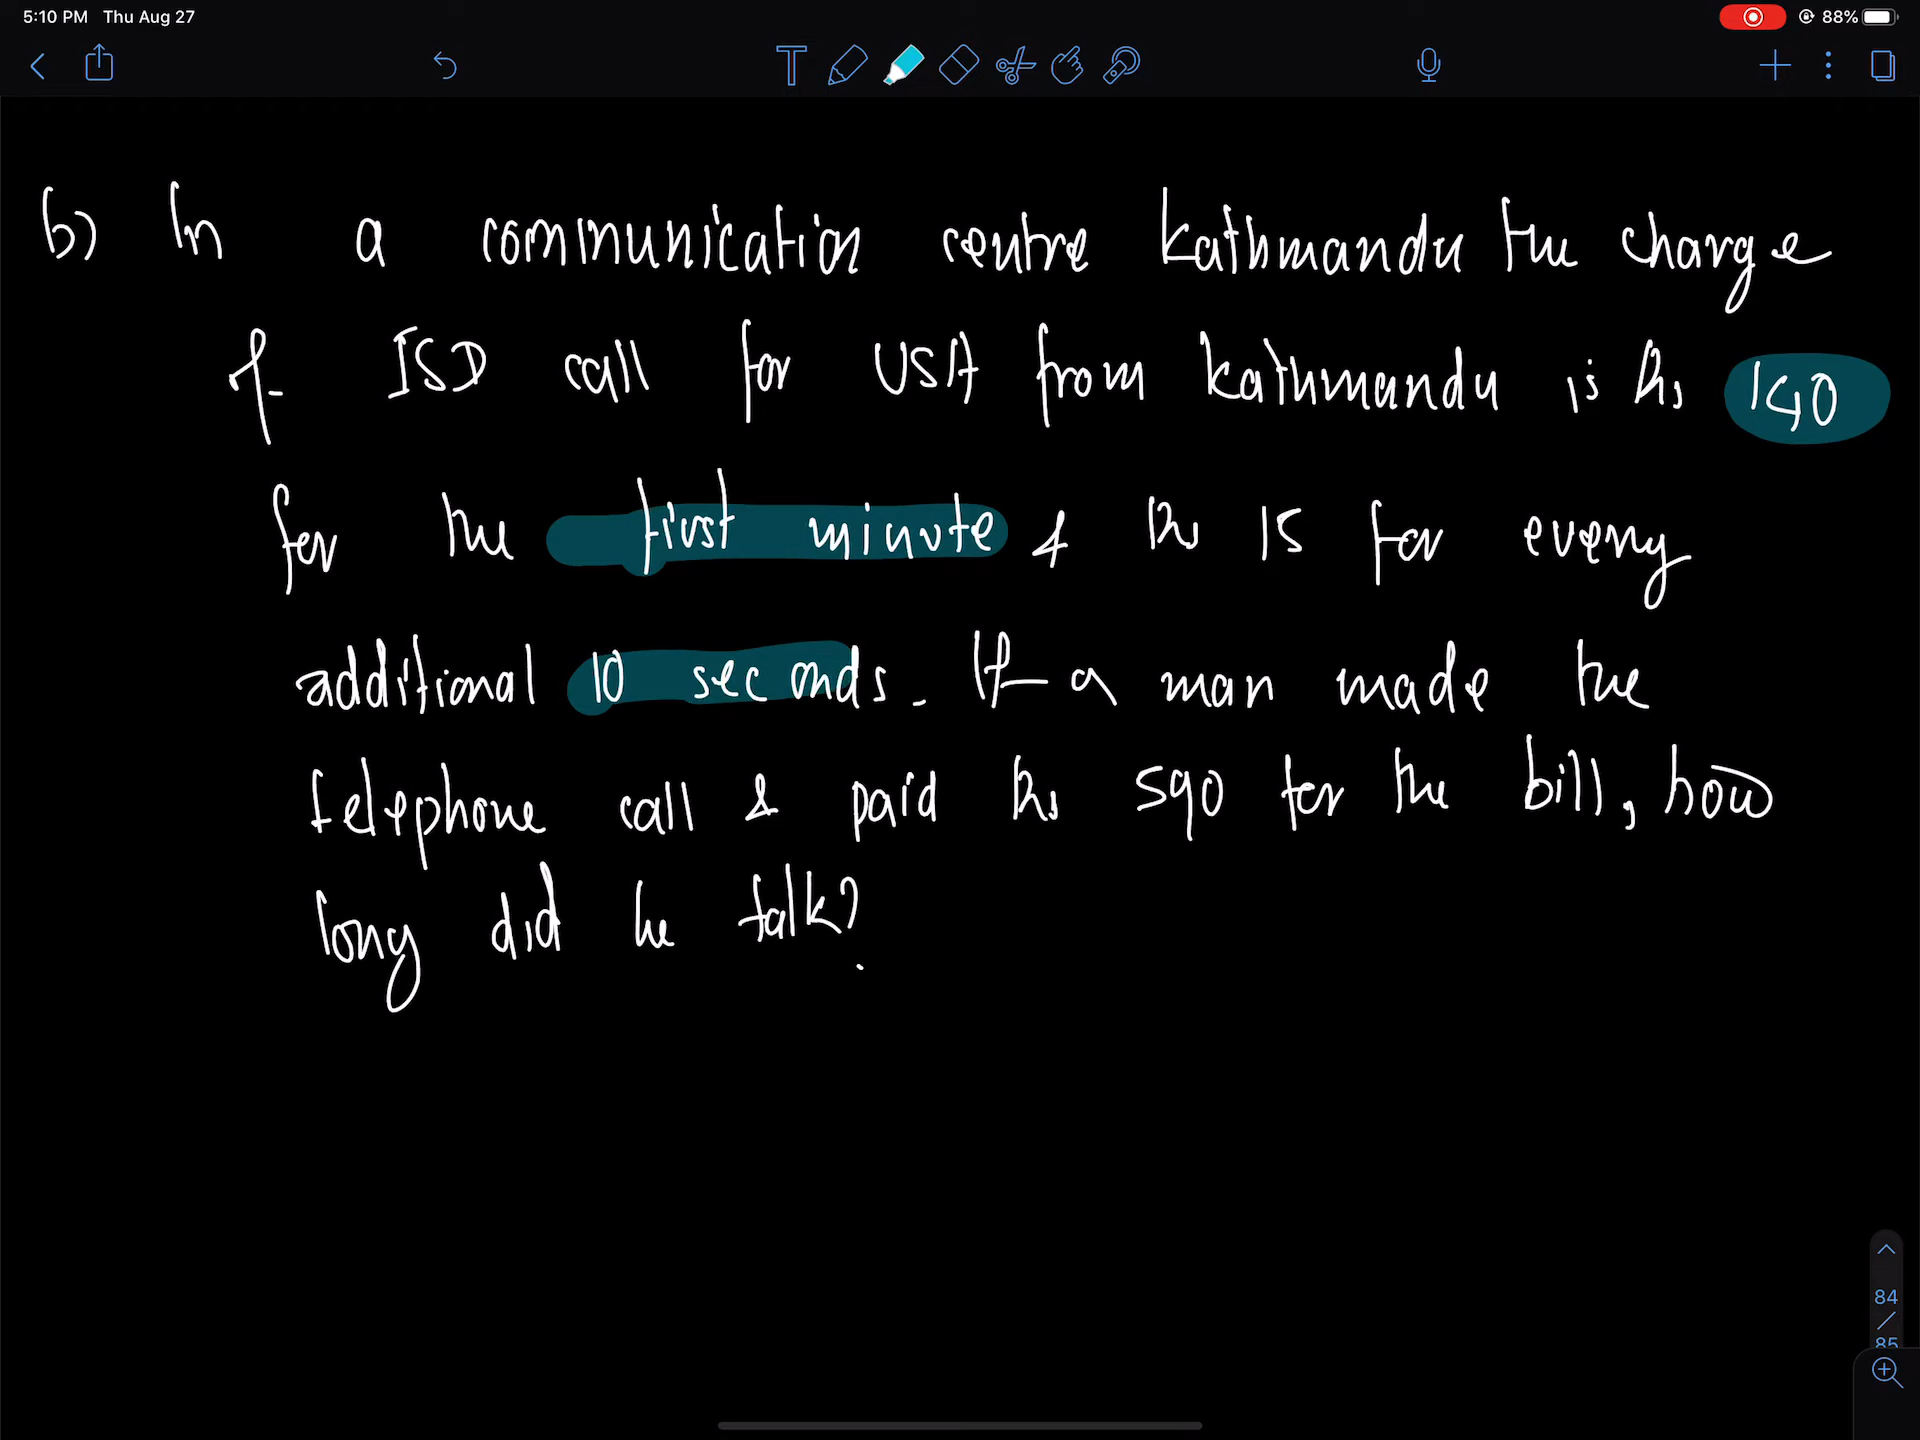 5:10 PM Thu Aug 27
88%
b) In a communication centre kathmandu the charge
of ISD call for USA from kathmandu is Rs 140
for the first minute & Rs 15 for every
additional 10 seconds. If a man made the
telephone call & paid Rs 590 for the bill, how
long did he talk?
84
/
85